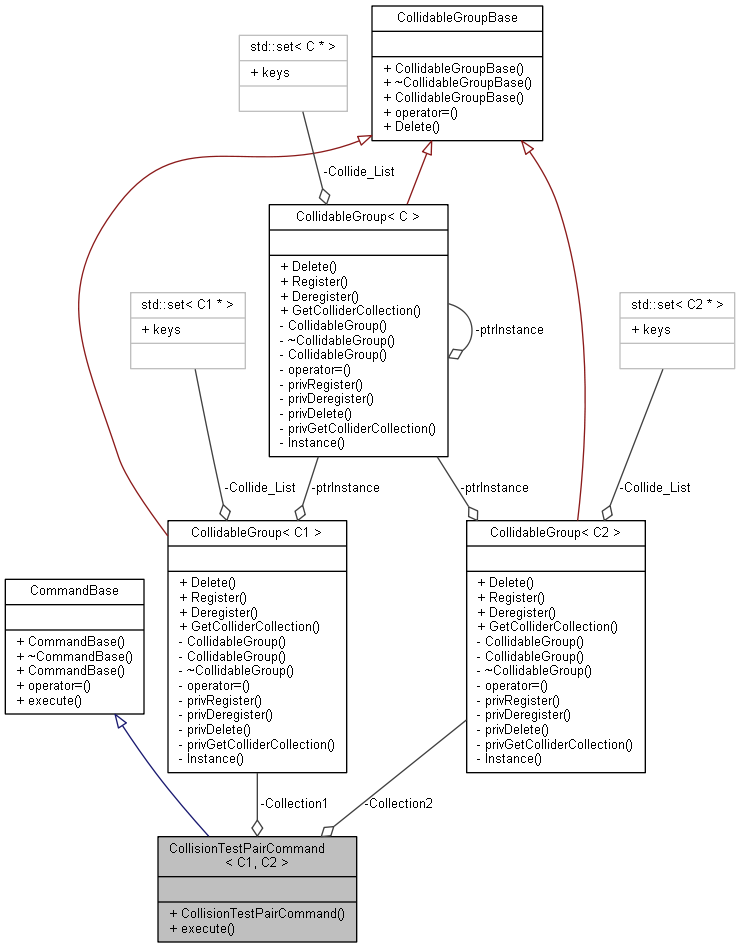 CollidableGroupBase
+ CollidableGroupBase()
+ ~CollidableGroupBase()
+ CollidableGroupBase()
+ operator=()
+ Delete()
std::set< C * >
+ keys
-Collide_List
CollidableGroup< C >
+ Delete()
+ Register()
+ Deregister()
+ GetColliderCollection()
- CollidableGroup()
- ~CollidableGroup()
- CollidableGroup()
- operator=()
- privRegister()
- privDeregister()
- privDelete()
- privGetColliderCollection()
- Instance()
-ptrInstance
std::set< C1 * >
+ keys
std::set< C2 * >
+ keys
-Collide_List
-ptrInstance
-ptrInstance
-Collide_List
CollidableGroup< C1 >
+ Delete()
+ Register()
+ Deregister()
+ GetColliderCollection()
- CollidableGroup()
- CollidableGroup()
- ~CollidableGroup()
- operator=()
- privRegister()
- privDeregister()
- privDelete()
- privGetColliderCollection()
- Instance()
CollidableGroup< C2 >
+ Delete()
+ Register()
+ Deregister()
+ GetColliderCollection()
- CollidableGroup()
- CollidableGroup()
- ~CollidableGroup()
- operator=()
- privRegister()
- privDeregister()
- privDelete()
- privGetColliderCollection()
- Instance()
CommandBase
+ CommandBase()
+ ~CommandBase()
+ CommandBase()
+ operator=()
+ execute()
-Collection1
-Collection2
CollisionTestPairCommand
< C1, C2 >
+ CollisionTestPairCommand()
+ execute()